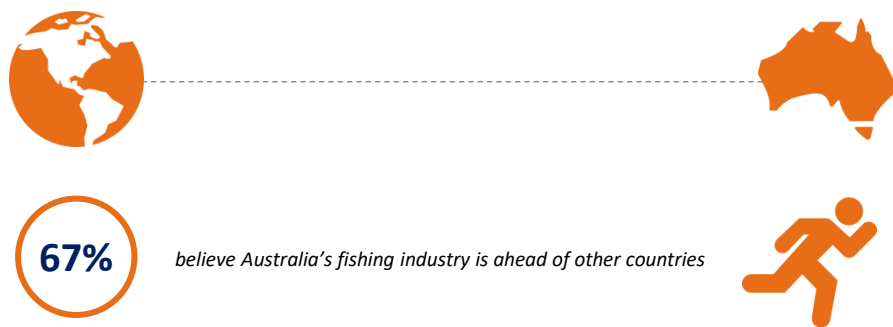 67%
believe Australia’s fishing industry is ahead of other countries